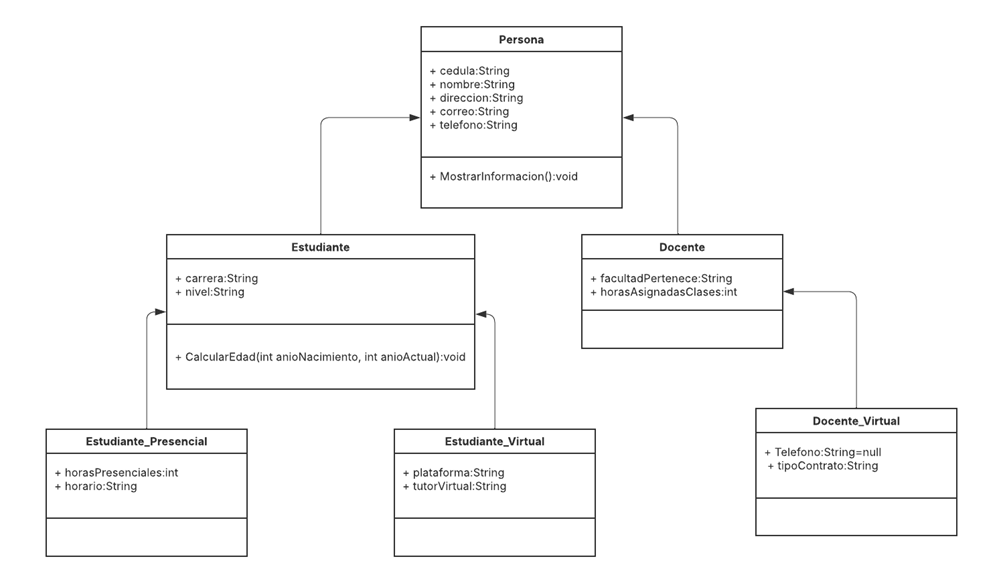 Persona
+ cedula:String
+ nombre:String
+ direccion:String
+ correo:String
+ telefono:String
+ MostrarInformacion():void
Estudiante
+ carrera:String
+ nivel:String
+ CalcularEdad(int anioNacimiento, int anioActual):void
Docente
+ facultadPertenece:String
+ horasAsignadasClases:int
Estudiante_Presencial
+ horasPresenciales:int
+ horario:String
Estudiante_Virtual
+ plataforma:String
+ tutorVirtual:String
Docente_Virtual
+ Telefono:String=null
+ tipoContrato:String